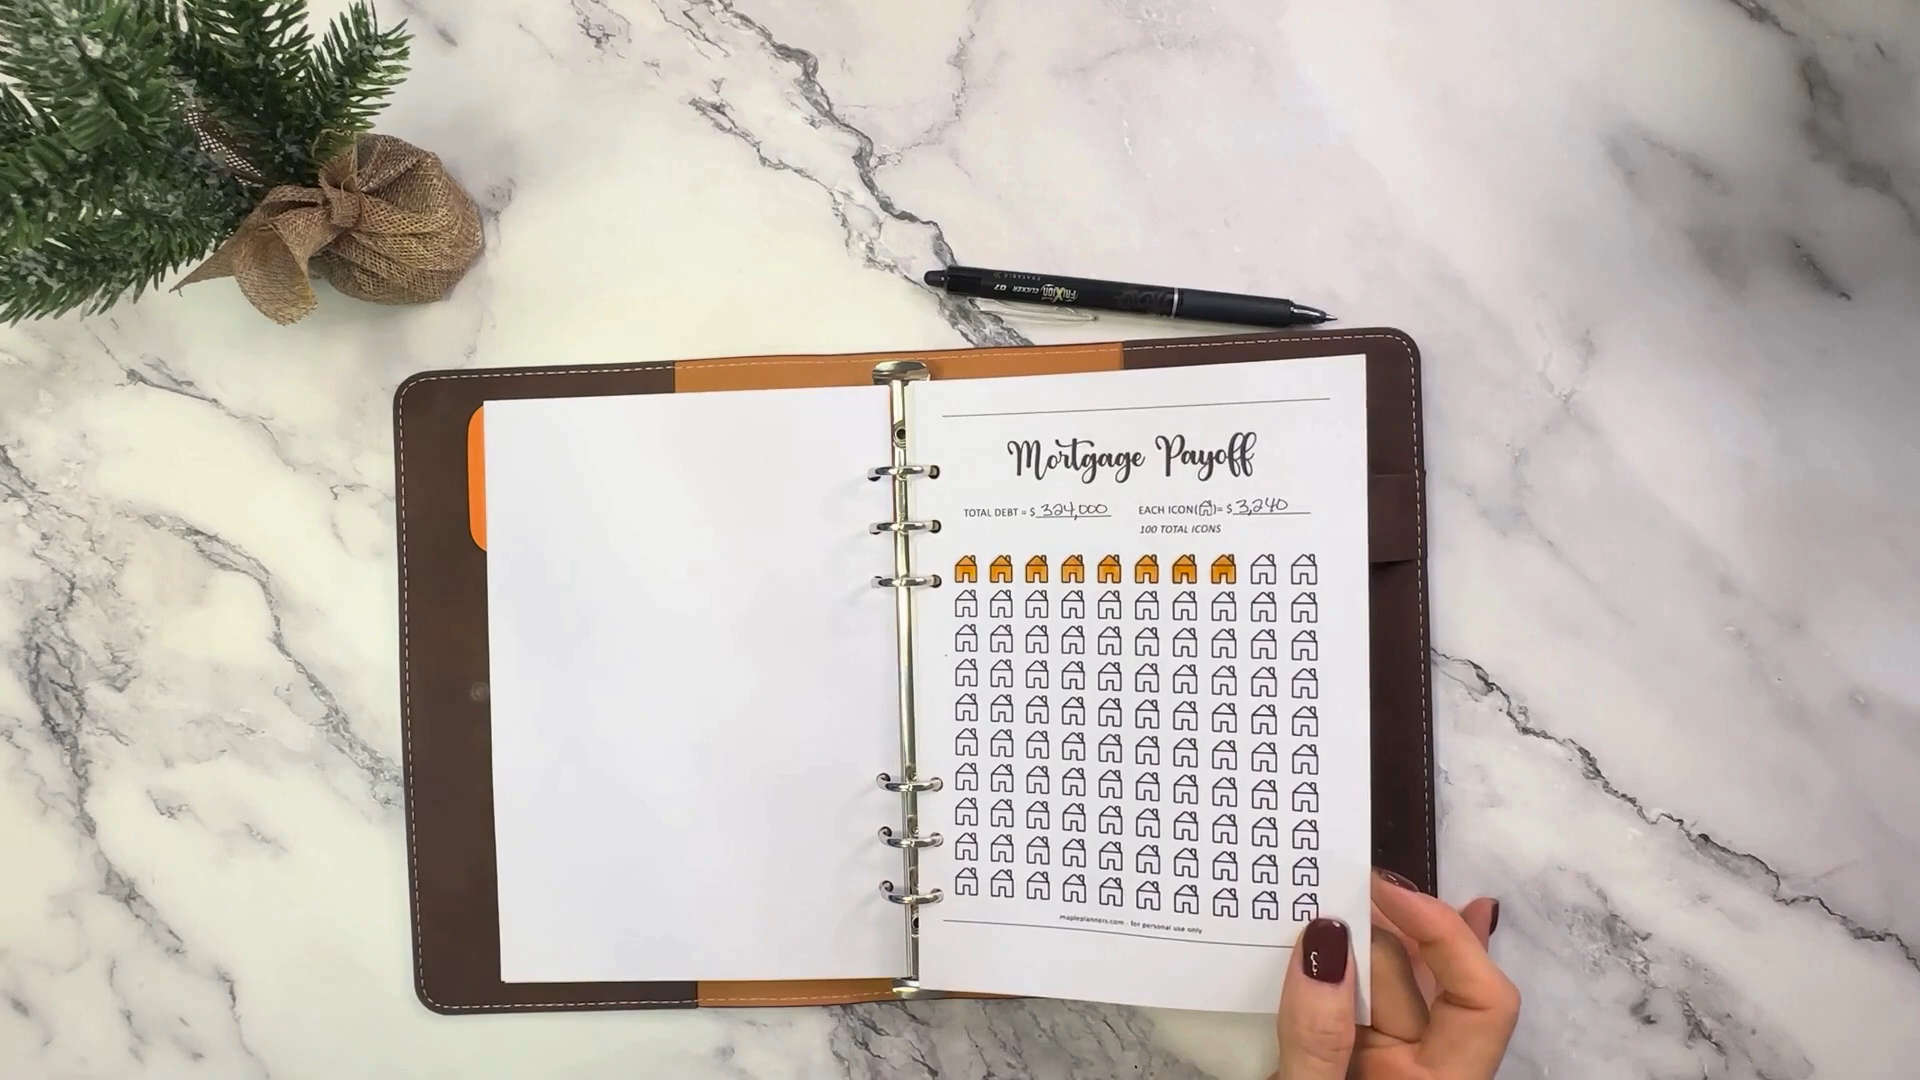 FRIXION CLICKER 07
ERASABLE
Mortgage Payoff
TOTAL DEBT = $ 324,000 EACH ICON( )= $ 3,240
100 TOTAL ICONS
mapleplanners.com - for personal use only